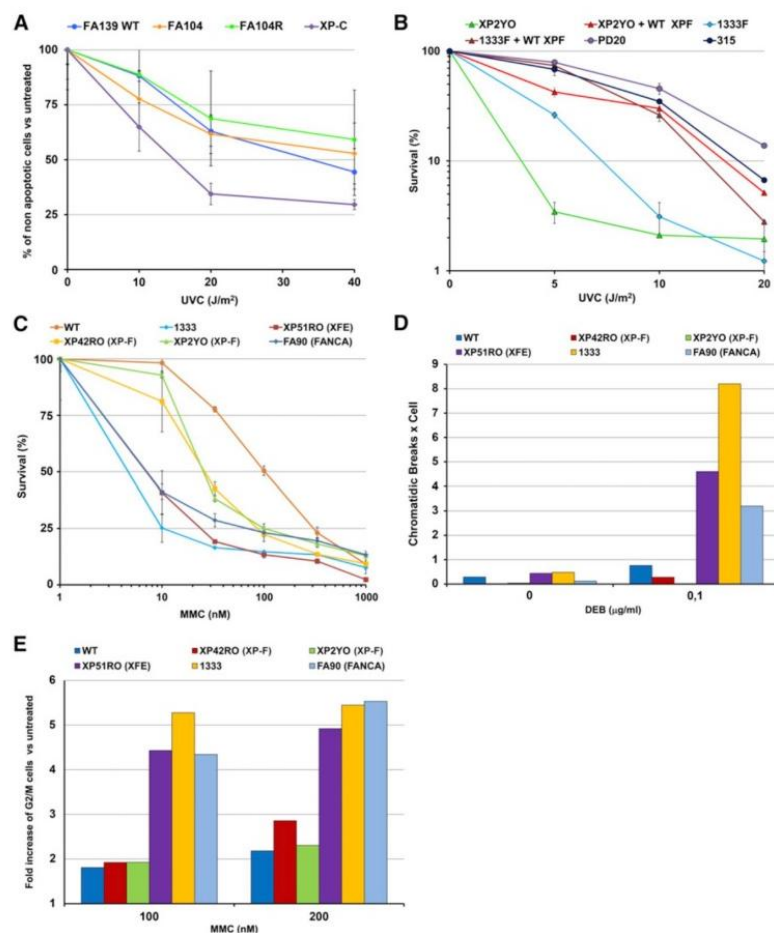 A
FA139 WT FA104 FA104R XP-C
% of non apoptotic cells vs untreated
100
75
50
25
0
0 10 20 30 40
UVC (J/m²)
B
XP2YO XP2YO + WT XPF 1333F
1333F + WT XPF PD20 315
Survival (%)
100
10
1
0 5 10 20
UVC (J/m²)
C
WT 1333 XP51RO (XFE)
XP42RO (XP-F) XP2YO (XP-F) FA90 (FANCA)
Survival (%)
100
75
50
25
0
1 10 100 1000
MMC (nM)
D
WT XP42RO (XP-F) XP2YO (XP-F)
XP51RO (XFE) 1333 FA90 (FANCA)
Chromatidic Breaks x Cell
9
8
7
6
5
4
3
2
1
0
0 0,1
DEB (µg/ml)
E
WT XP42RO (XP-F) XP2YO (XP-F)
XP51RO (XFE) 1333 FA90 (FANCA)
Fold increase of G2/M cells vs untreated
6
5
4
3
2
1
100 200
MMC (nM)